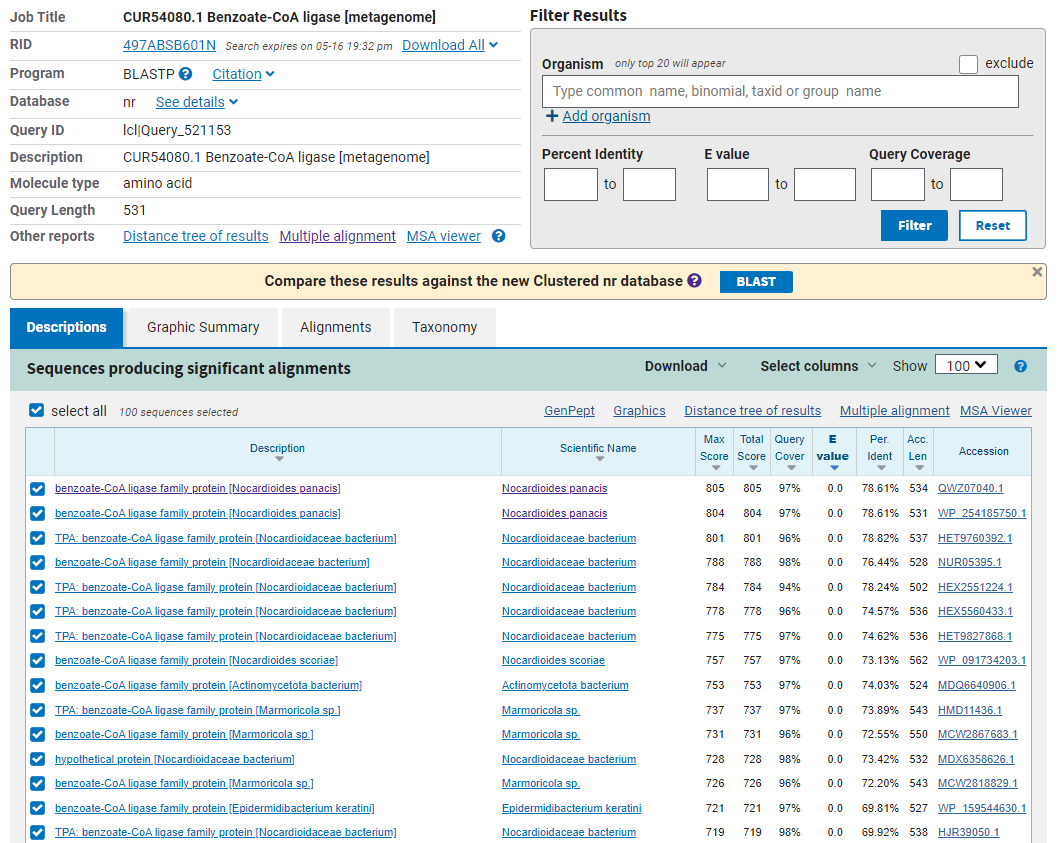 Job Title CUR54080.1 Benzoate-CoA ligase [metagenome]
RID 497ABSB601N Search expires on 05-16 19:32 pm Download All
Program BLASTP ? Citation
Database nr See details
Query ID lcl|Query_521153
Description CUR54080.1 Benzoate-CoA ligase [metagenome]
Molecule type amino acid
Query Length 531
Other reports Distance tree of results Multiple alignment MSA viewer ?
Filter Results
Organism only top 20 will appear exclude
Type common name, binomial, taxid or group name
+ Add organism
Percent Identity E value Query Coverage
to to to
Filter Reset
Compare these results against the new Clustered nr database ? BLAST ×
Descriptions Graphic Summary Alignments Taxonomy
Sequences producing significant alignments Download Select columns Show 100 ?
select all 100 sequences selected GenPept Graphics Distance tree of results Multiple alignment MSA Viewer
Description Scientific Name Max Score Total Score Query Cover E value Per. Ident Acc. Len Accession
benzoate-CoA ligase family protein [Nocardioides panacis] Nocardioides panacis 805 805 97% 0.0 78.61% 534 QWZ07040.1
benzoate-CoA ligase family protein [Nocardioides panacis] Nocardioides panacis 804 804 97% 0.0 78.61% 531 WP_254185750.1
TPA: benzoate-CoA ligase family protein [Nocardioidaceae bacterium] Nocardioidaceae bacterium 801 801 96% 0.0 78.82% 537 HET9760392.1
benzoate-CoA ligase family protein [Nocardioidaceae bacterium] Nocardioidaceae bacterium 788 788 98% 0.0 76.44% 528 NUR05395.1
TPA: benzoate-CoA ligase family protein [Nocardioidaceae bacterium] Nocardioidaceae bacterium 784 784 94% 0.0 78.24% 502 HEX2551224.1
TPA: benzoate-CoA ligase family protein [Nocardioidaceae bacterium] Nocardioidaceae bacterium 778 778 96% 0.0 74.57% 536 HEX5560433.1
TPA: benzoate-CoA ligase family protein [Nocardioidaceae bacterium] Nocardioidaceae bacterium 775 775 97% 0.0 74.62% 536 HET9827868.1
benzoate-CoA ligase family protein [Nocardioides scoriae] Nocardioides scoriae 757 757 97% 0.0 73.13% 562 WP_091734203.1
benzoate-CoA ligase family protein [Actinomycetota bacterium] Actinomycetota bacterium 753 753 97% 0.0 74.03% 524 MDQ6640906.1
TPA: benzoate-CoA ligase family protein [Marmoricola sp.] Marmoricola sp. 737 737 97% 0.0 73.89% 543 HMD11436.1
benzoate-CoA ligase family protein [Marmoricola sp.] Marmoricola sp. 731 731 96% 0.0 72.55% 550 MCW2867683.1
hypothetical protein [Nocardioidaceae bacterium] Nocardioidaceae bacterium 728 728 98% 0.0 73.42% 532 MDX6358626.1
benzoate-CoA ligase family protein [Marmoricola sp.] Marmoricola sp. 726 726 96% 0.0 72.20% 543 MCW2818829.1
benzoate-CoA ligase family protein [Epidermidibacterium keratini] Epidermidibacterium keratini 721 721 97% 0.0 69.81% 527 WP_159544630.1
TPA: benzoate-CoA ligase family protein [Nocardioidaceae bacterium] Nocardioidaceae bacterium 719 719 98% 0.0 69.92% 538 HJR39050.1